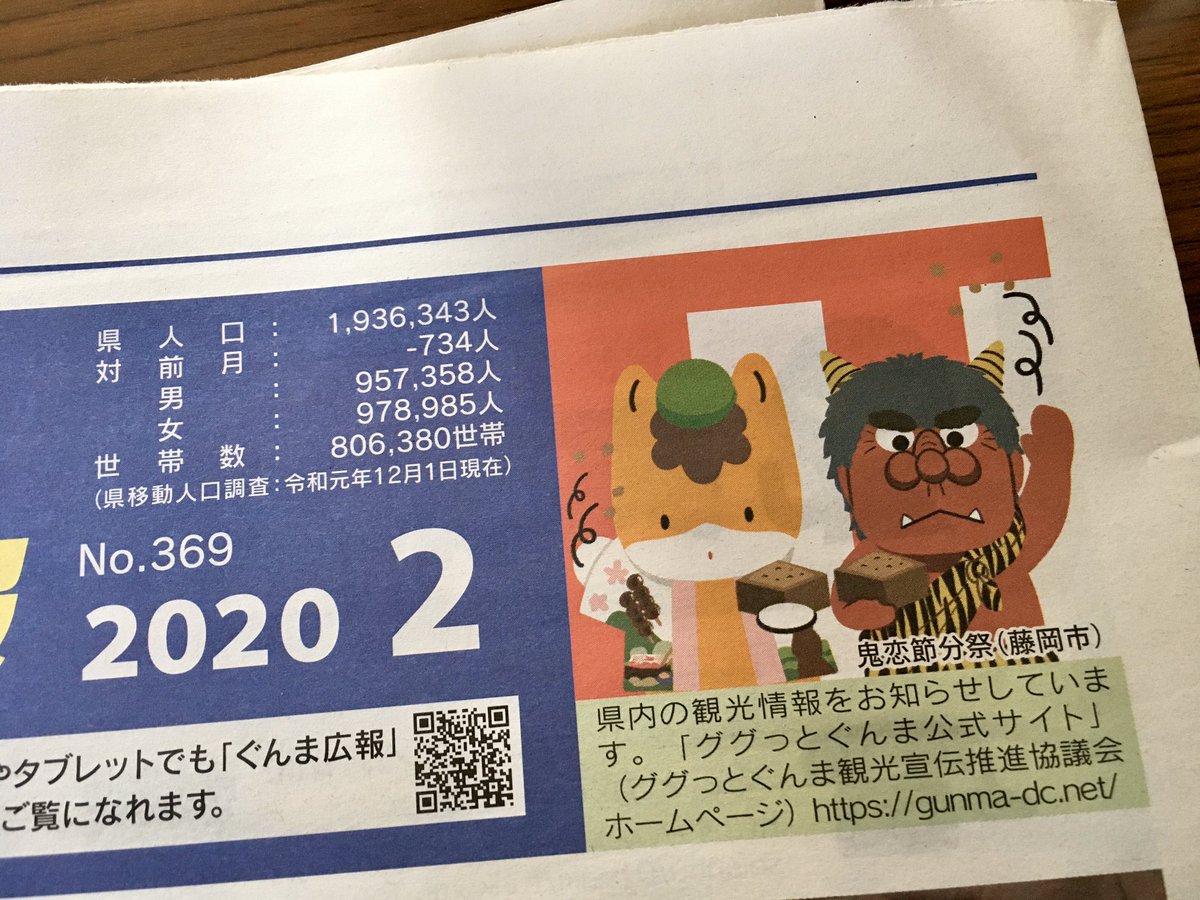 県人口： 1,936,343人
対前月： -734人
男： 957,358人
女： 978,985人
世帯数： 806,380世帯
（県移動人口調査：令和元年12月1日現在）
No.369
2020 2
タブレットでも「ぐんま広報」
ご覧になれます。
鬼恋節分祭（藤岡市）
県内の観光情報をお知らせしていま
す。「ググっとぐんま公式サイト」
（ググっとぐんま観光宣伝推進協議会
ホームページ）https://gunma-dc.net/